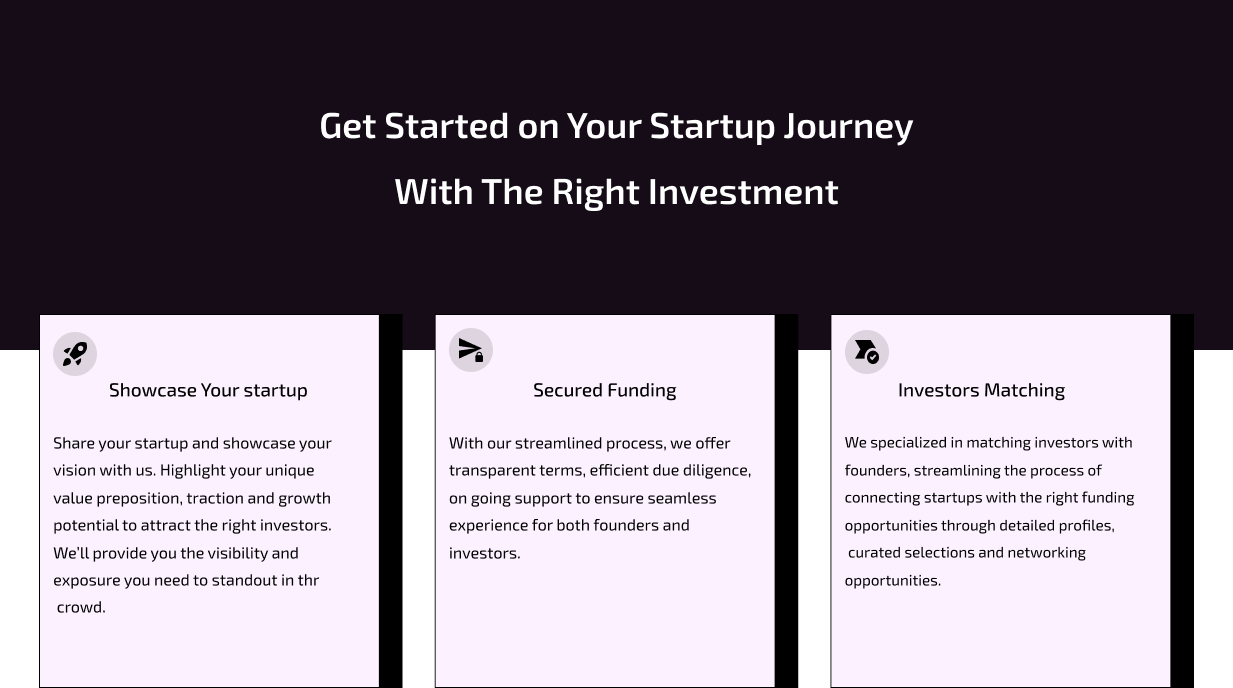 Get Started on Your Startup Journey
With The Right Investment
Showcase Your startup
Share your startup and showcase your
vision with us. Highlight your unique
value preposition, traction and growth
potential to attract the right investors.
We'll provide you the visibility and
exposure you need to standout in thr
crowd.
Secured Funding
With our streamlined process, we offer
transparent terms, efficient due diligence,
on going support to ensure seamless
experience for both founders and
investors.
Investors Matching
We specialized in matching investors with
founders, streamlining the process of
connecting startups with the right funding
opportunities through detailed profiles,
curated selections and networking
opportunities.